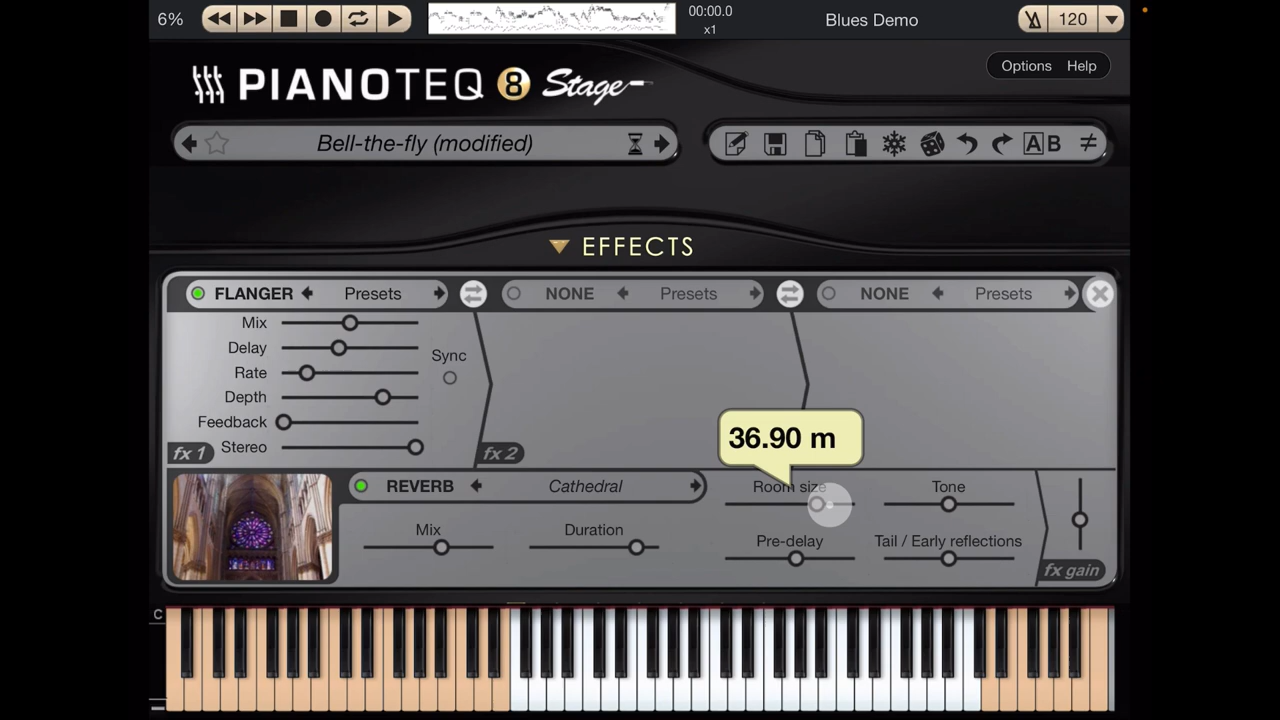 6%
00:00.0
x1
Blues Demo
120
Options Help
PIANOTEQ 8 Stage
Bell-the-fly (modified)
AB
EFFECTS
FLANGER Presets
NONE Presets
NONE Presets
Mix
Delay
Rate
Depth
Feedback
Stereo
Sync
fx 1
fx 2
36.90 m
REVERB Cathedral
Mix
Duration
Room size
Tone
Pre-delay
Tail / Early reflections
fx gain
C